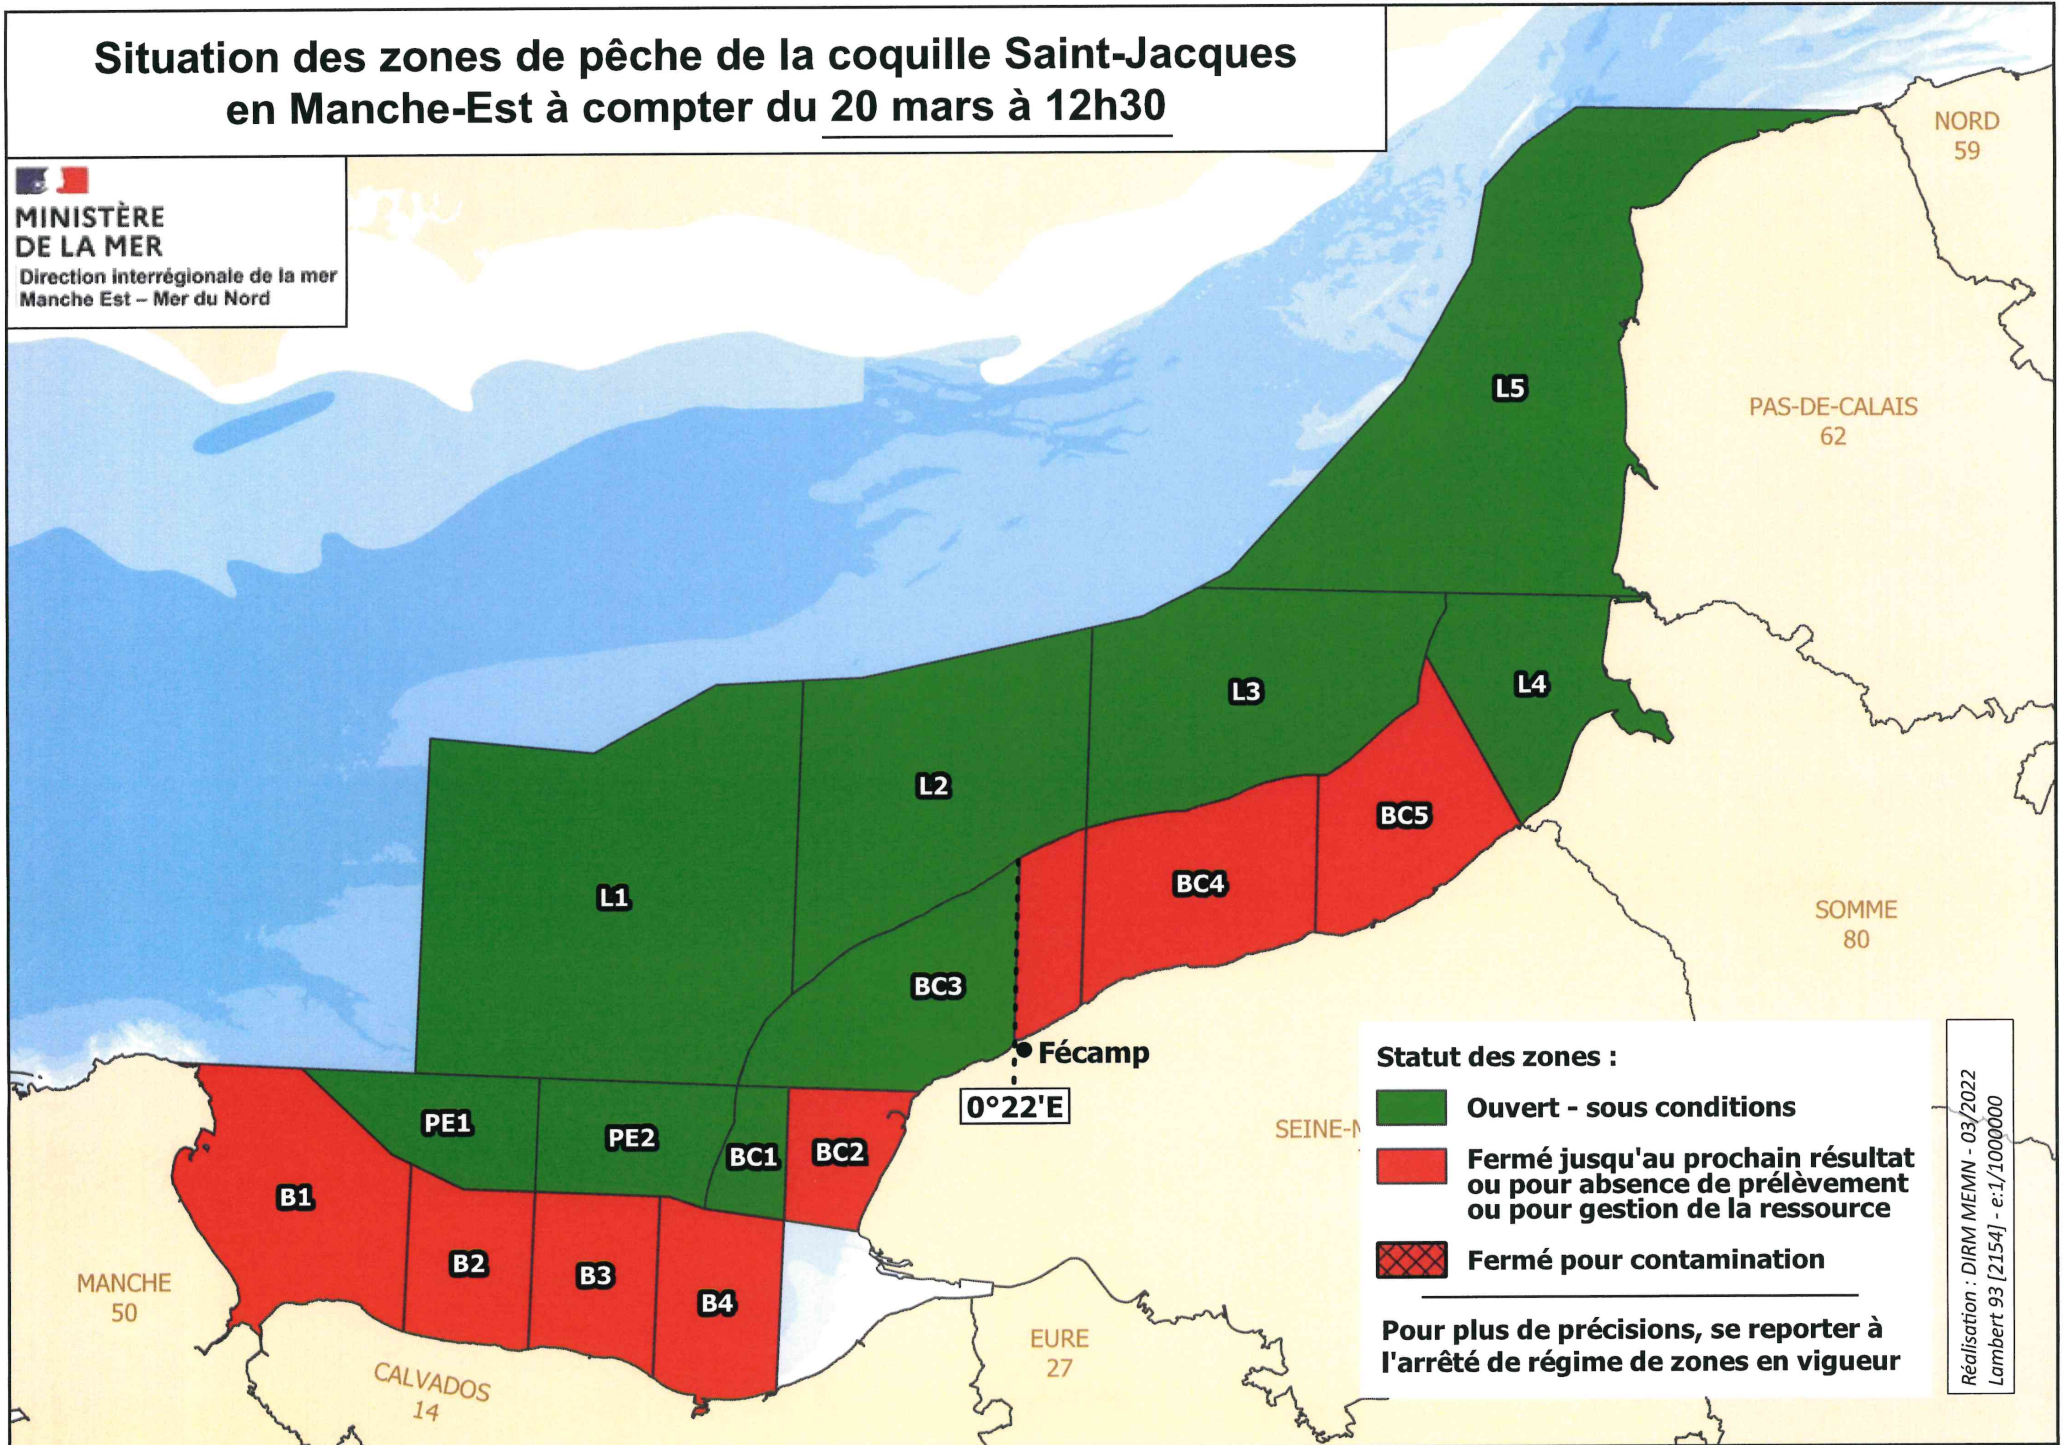 Situation des zones de pêche de la coquille Saint-Jacques
en Manche-Est à compter du 20 mars à 12h30
MINISTÈRE
DE LA MER
Direction interrégionale de la mer
Manche Est – Mer du Nord
NORD
59
L5
PAS-DE-CALAIS
62
L3
L4
L2
BC5
L1
BC4
SOMME
80
BC3
Fécamp
0°22'E
PE1
PE2
BC1
BC2
SEINE-M
B1
B2
B3
B4
MANCHE
50
CALVADOS
14
EURE
27
Statut des zones :
Ouvert - sous conditions
Fermé jusqu'au prochain résultat
ou pour absence de prélèvement
ou pour gestion de la ressource
Fermé pour contamination
Pour plus de précisions, se reporter à
l'arrêté de régime de zones en vigueur
Réalisation : DIRM MEMN - 03/2022
Lambert 93 [2154] - e:1/1000000